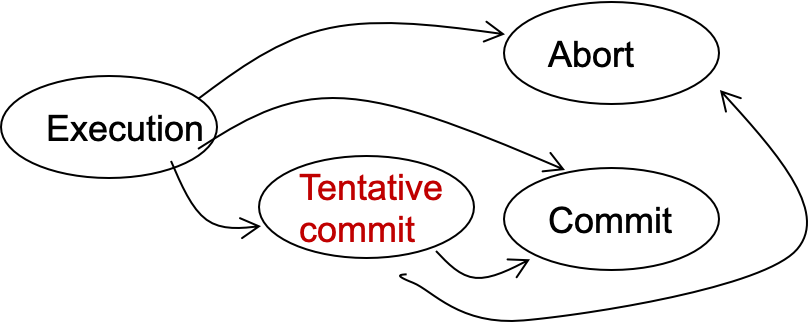 Abort
Execution
Tentative
commit
Commit